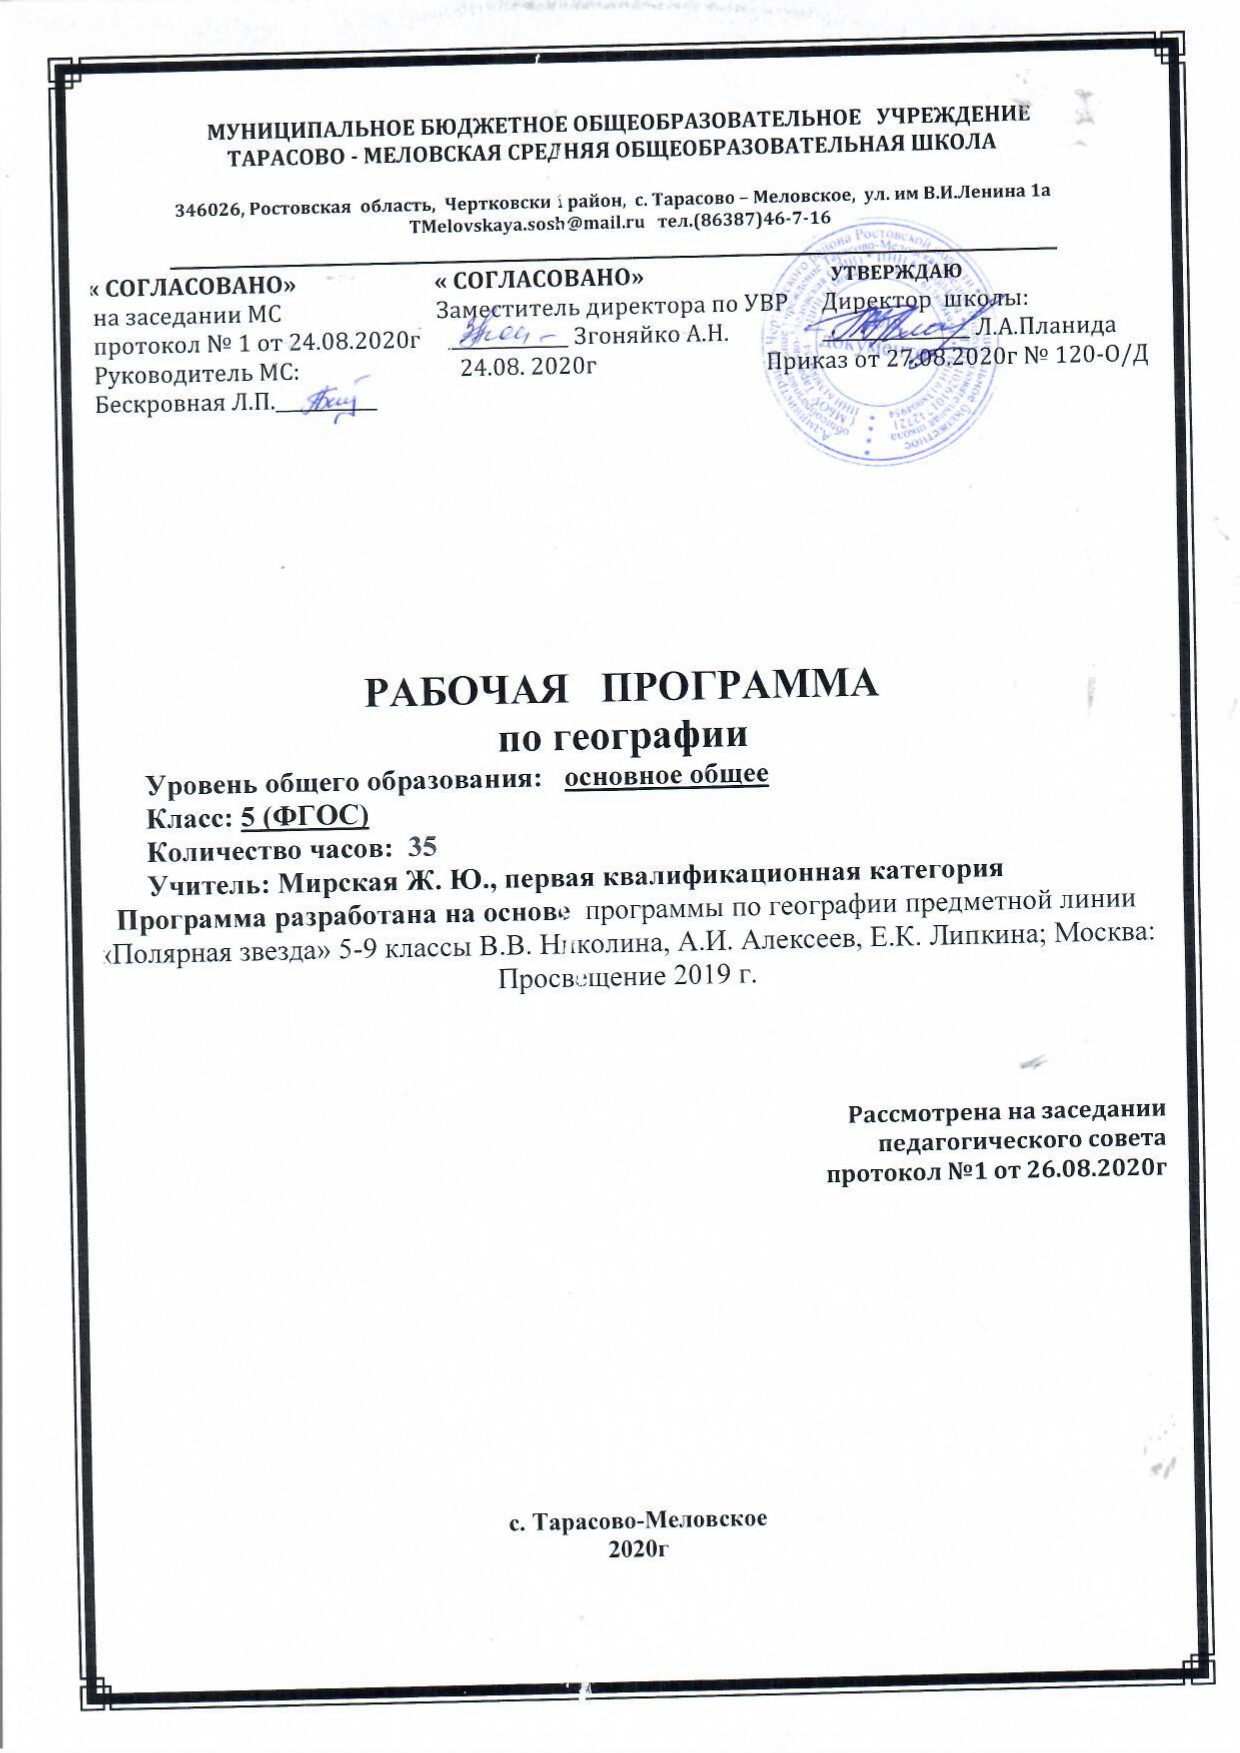 МУНИЦИПАЛЬНОЕ БЮДЖЕТНОЕ ОБЩЕОБРАЗОВАТЕЛЬНОЕ УЧРЕЖДЕНИЕ
ТАРАСОВО - МЕЛОВСКАЯ СРЕДНЯЯ ОБЩЕОБРАЗОВАТЕЛЬНАЯ ШКОЛА
346026, Ростовская область, Чертковский район, с. Тарасово – Меловское, ул. им В.И.Ленина 1а
TMelovskaya.sosh@mail.ru тел.(86387)46-7-16
« СОГЛАСОВАНО»
на заседании МС
протокол № 1 от 24.08.2020г
Руководитель МС:
Бескровная Л.П.
« СОГЛАСОВАНО»
Заместитель директора по УВР
Згоняйко А.Н.
24.08. 2020г
УТВЕРЖДАЮ
Директор школы:
Л.А.Планида
Приказ от 27.08.2020г № 120-О/Д
РАБОЧАЯ ПРОГРАММА
по географии
Уровень общего образования: основное общее
Класс: 5 (ФГОС)
Количество часов: 35
Учитель: Мирская Ж. Ю., первая квалификационная категория
Программа разработана на основе программы по географии предметной линии
«Полярная звезда» 5-9 классы В.В. Николина, А.И. Алексеев, Е.К. Липкина; Москва:
Просвещение 2019 г.
Рассмотрена на заседании
педагогического совета
протокол №1 от 26.08.2020г
с. Тарасово-Меловское
2020г